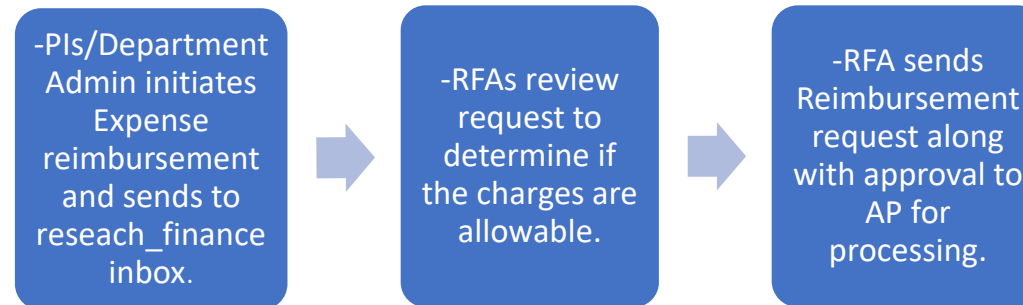 -PIs/Department
Admin initiates
Expense
reimbursement
and sends to
reseach_finance
inbox.
-RFAs review
request to
determine if
the charges are
allowable.
-RFA sends
Reimbursement
request along
with approval to
AP for
processing.